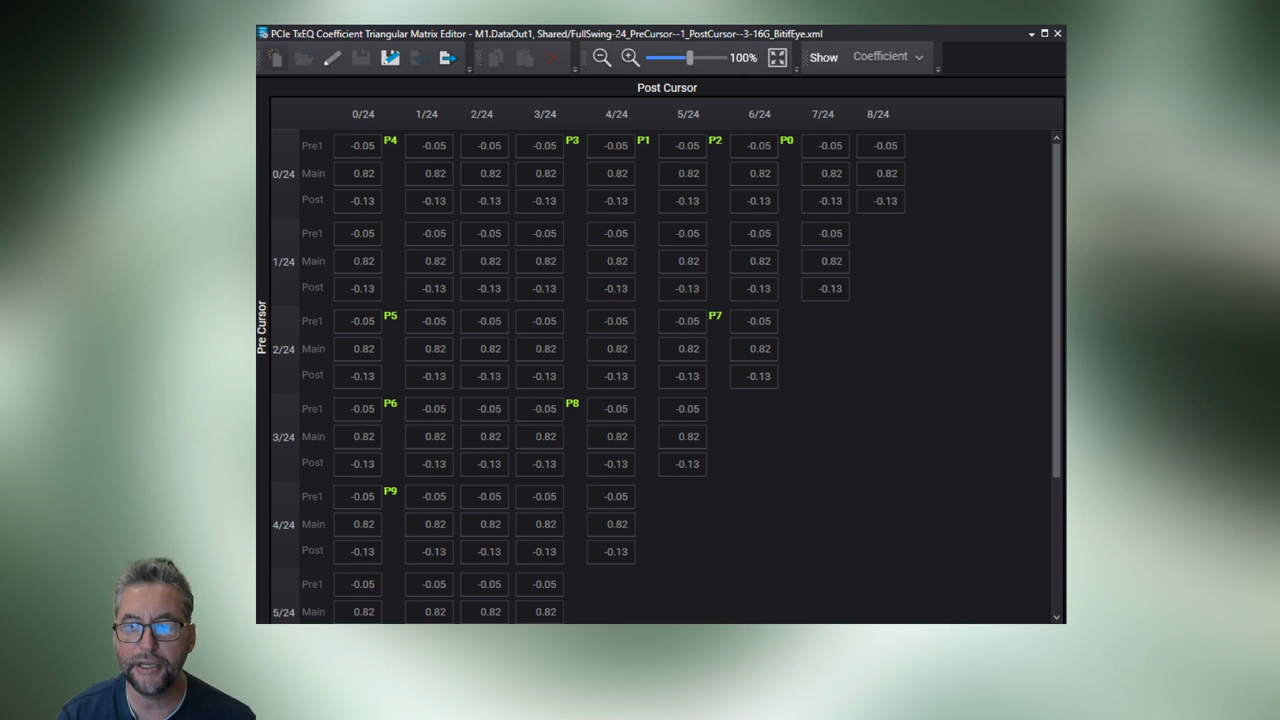 PCIe TxEQ Coefficient Triangular Matrix Editor - M1.DataOut1, Shared/FullSwing-24_PreCursor--1_PostCursor--3-16G_BitifEye.xml
100% Show Coefficient
Post Cursor
0/24 1/24 2/24 3/24 4/24 5/24 6/24 7/24 8/24
Pre1 -0.05 P4 -0.05 -0.05 -0.05 P3 -0.05 P1 -0.05 P2 -0.05 P0 -0.05 -0.05
0/24 Main 0.82 0.82 0.82 0.82 0.82 0.82 0.82 0.82 0.82
Post -0.13 -0.13 -0.13 -0.13 -0.13 -0.13 -0.13 -0.13 -0.13
Pre1 -0.05 -0.05 -0.05 -0.05 -0.05 -0.05 -0.05 -0.05
1/24 Main 0.82 0.82 0.82 0.82 0.82 0.82 0.82 0.82
Post -0.13 -0.13 -0.13 -0.13 -0.13 -0.13 -0.13 -0.13
Pre Cursor
Pre1 -0.05 P5 -0.05 -0.05 -0.05 -0.05 -0.05 P7 -0.05
2/24 Main 0.82 0.82 0.82 0.82 0.82 0.82 0.82
Post -0.13 -0.13 -0.13 -0.13 -0.13 -0.13 -0.13
Pre1 -0.05 P6 -0.05 -0.05 -0.05 P8 -0.05 -0.05
3/24 Main 0.82 0.82 0.82 0.82 0.82 0.82
Post -0.13 -0.13 -0.13 -0.13 -0.13 -0.13
Pre1 -0.05 P9 -0.05 -0.05 -0.05 -0.05
4/24 Main 0.82 0.82 0.82 0.82 0.82
Post -0.13 -0.13 -0.13 -0.13 -0.13
Pre1 -0.05 -0.05 -0.05 -0.05
5/24 Main 0.82 0.82 0.82 0.82